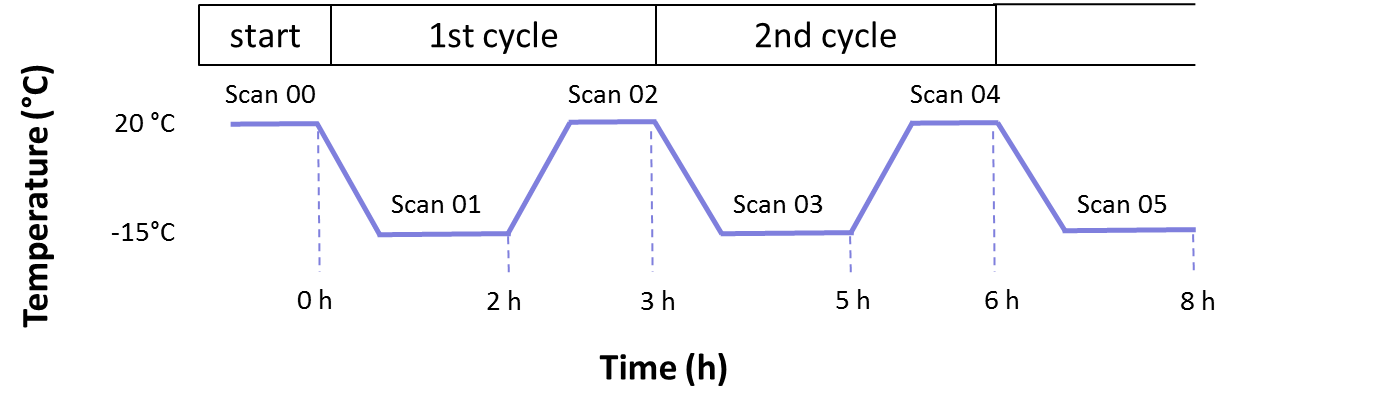 start
1st cycle
2nd cycle
Scan 00
Scan 02
Scan 04
20 °C
Scan 01
Scan 03
Scan 05
-15°C
0 h
2 h
3 h
5 h
6 h
8 h
Time (h)
Temperature (°C)